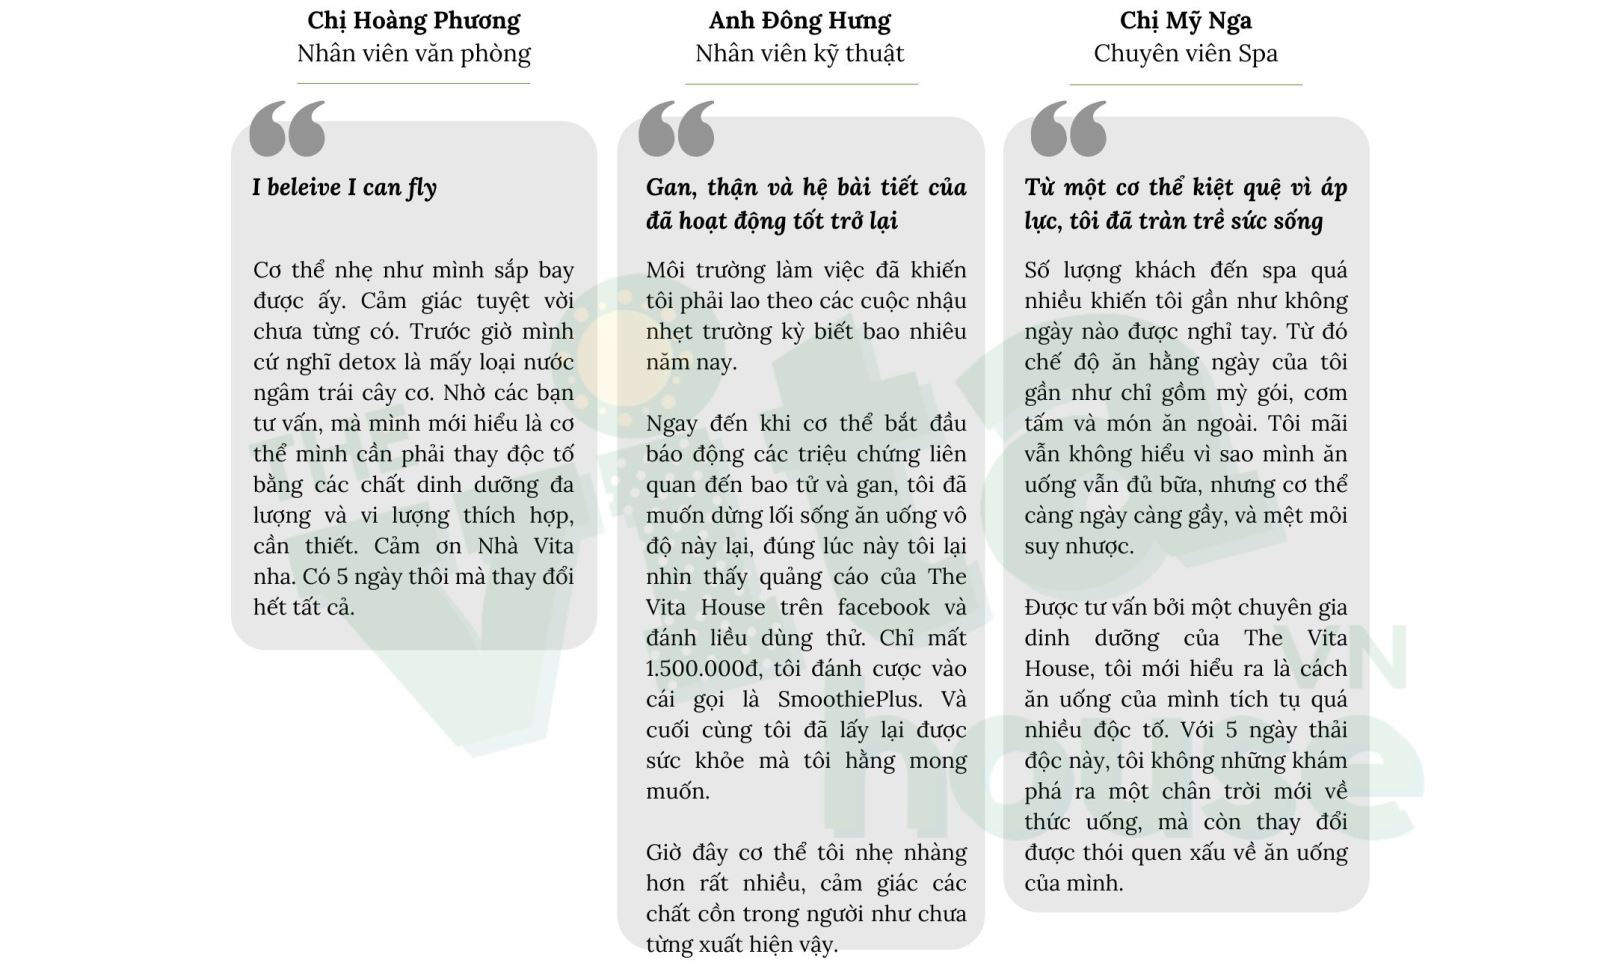 Chị Hoàng Phương
Nhân viên văn phòng
I beleive I can fly
Cơ thể nhẹ như mình sắp bay
được ấy. Cảm giác tuyệt vời
chưa từng có. Trước giờ mình
cứ nghĩ detox là mấy loại nước
ngâm trái cây cơ. Nhờ các bạn
tư vấn, mà mình mới hiểu là cơ
thể mình cần phải thay độc tố
bằng các chất dinh dưỡng đa
lượng và vi lượng thích hợp,
cần thiết. Cảm ơn Nhà Vita
nha. Có 5 ngày thôi mà thay đổi
hết tất cả.
Anh Đông Hưng
Nhân viên kỹ thuật
Gan, thận và hệ bài tiết của
đã hoạt động tốt trở lại
Môi trường làm việc đã khiến
tôi phải lao theo các cuộc nhậu
nhẹt trường kỳ biết bao nhiêu
năm nay.
Ngay đến khi cơ thể bắt đầu
báo động các triệu chứng liên
quan đến bao tử và gan, tôi đã
muốn dừng lối sống ăn uống vô
độ này lại, đúng lúc này tôi lại
nhìn thấy quảng cáo của The
Vita House trên facebook và
đánh liều dùng thử. Chỉ mất
1.500.000đ, tôi đánh cược vào
cái gọi là SmoothiePlus. Và
cuối cùng tôi đã lấy lại được
sức khỏe mà tôi hằng mong
muốn.
Giờ đây cơ thể tôi nhẹ nhàng
hơn rất nhiều, cảm giác các
chất cồn trong người như chưa
từng xuất hiện vậy.
Chị Mỹ Nga
Chuyên viên Spa
Từ một cơ thể kiệt quệ vì áp
lực, tôi đã tràn trề sức sống
Số lượng khách đến spa quá
nhiều khiến tôi gần như không
ngày nào được nghỉ tay. Từ đó
chế độ ăn hằng ngày của tôi
gần như chỉ gồm mỳ gói, cơm
tấm và món ăn ngoài. Tôi mãi
vẫn không hiểu vì sao mình ăn
uống vẫn đủ bữa, nhưng cơ thể
càng ngày càng gầy, và mệt mỏi
suy nhược.
Được tư vấn bởi một chuyên gia
dinh dưỡng của The Vita
House, tôi mới hiểu ra là cách
ăn uống của mình tích tụ quá
nhiều độc tố. Với 5 ngày thải
độc này, tôi không những khám
phá ra một chân trời mới về
thức uống, mà còn thay đổi
được thói quen xấu về ăn uống
của mình.
THE
Vita
VN
house